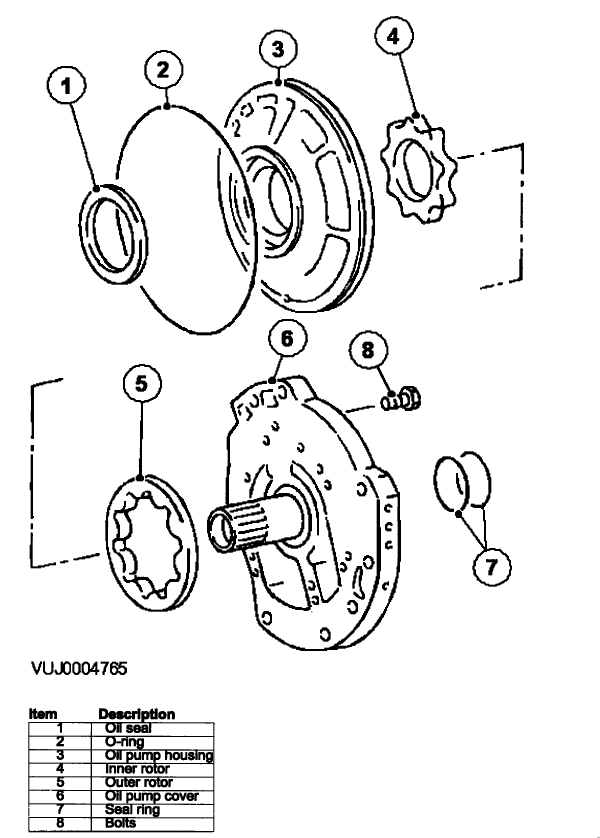 4
3
2
1
6
8
5
7
VUJ0004765
Item Description
1 Oil seal
2 O-ring
3 Oil pump housing
4 Inner rotor
5 Outer rotor
6 Oil pump cover
7 Seal ring
8 Bolts